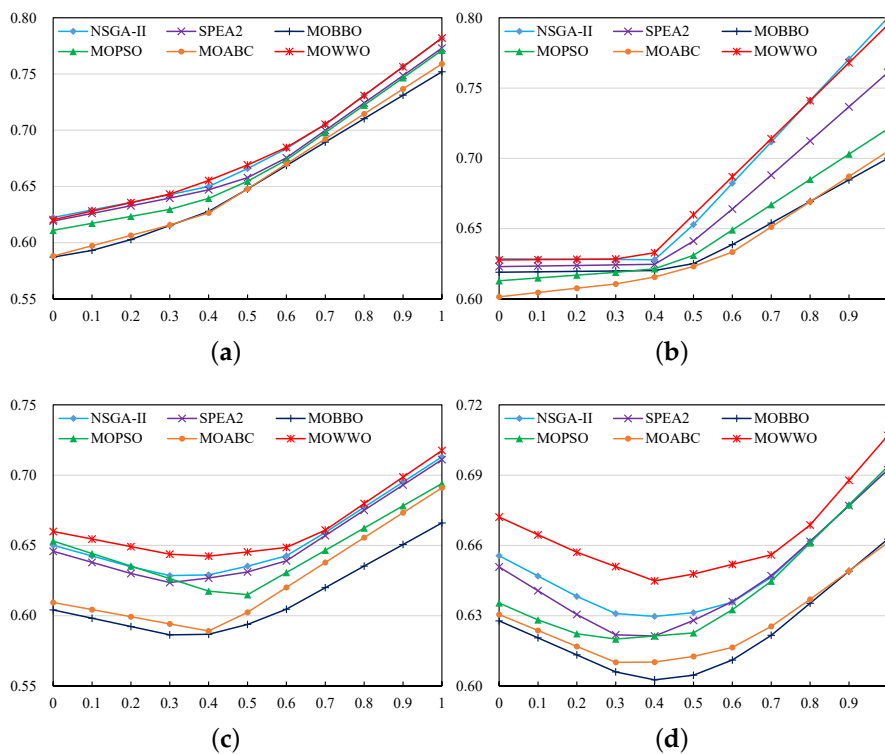 0.80
NSGA-II SPEA2 MOBBO
MOPSO MOABC MOWWO
0.75
0.70
0.65
0.60
0.55
0 0.1 0.2 0.3 0.4 0.5 0.6 0.7 0.8 0.9 1
(a)
0.80
NSGA-II SPEA2 MOBBO
MOPSO MOABC MOWWO
0.75
0.70
0.65
0.60
0 0.1 0.2 0.3 0.4 0.5 0.6 0.7 0.8 0.9
(b)
0.75
NSGA-II SPEA2 MOBBO
MOPSO MOABC MOWWO
0.70
0.65
0.60
0.55
0 0.1 0.2 0.3 0.4 0.5 0.6 0.7 0.8 0.9 1
(c)
0.72
NSGA-II SPEA2 MOBBO
MOPSO MOABC MOWWO
0.69
0.66
0.63
0.60
0 0.1 0.2 0.3 0.4 0.5 0.6 0.7 0.8 0.9
(d)